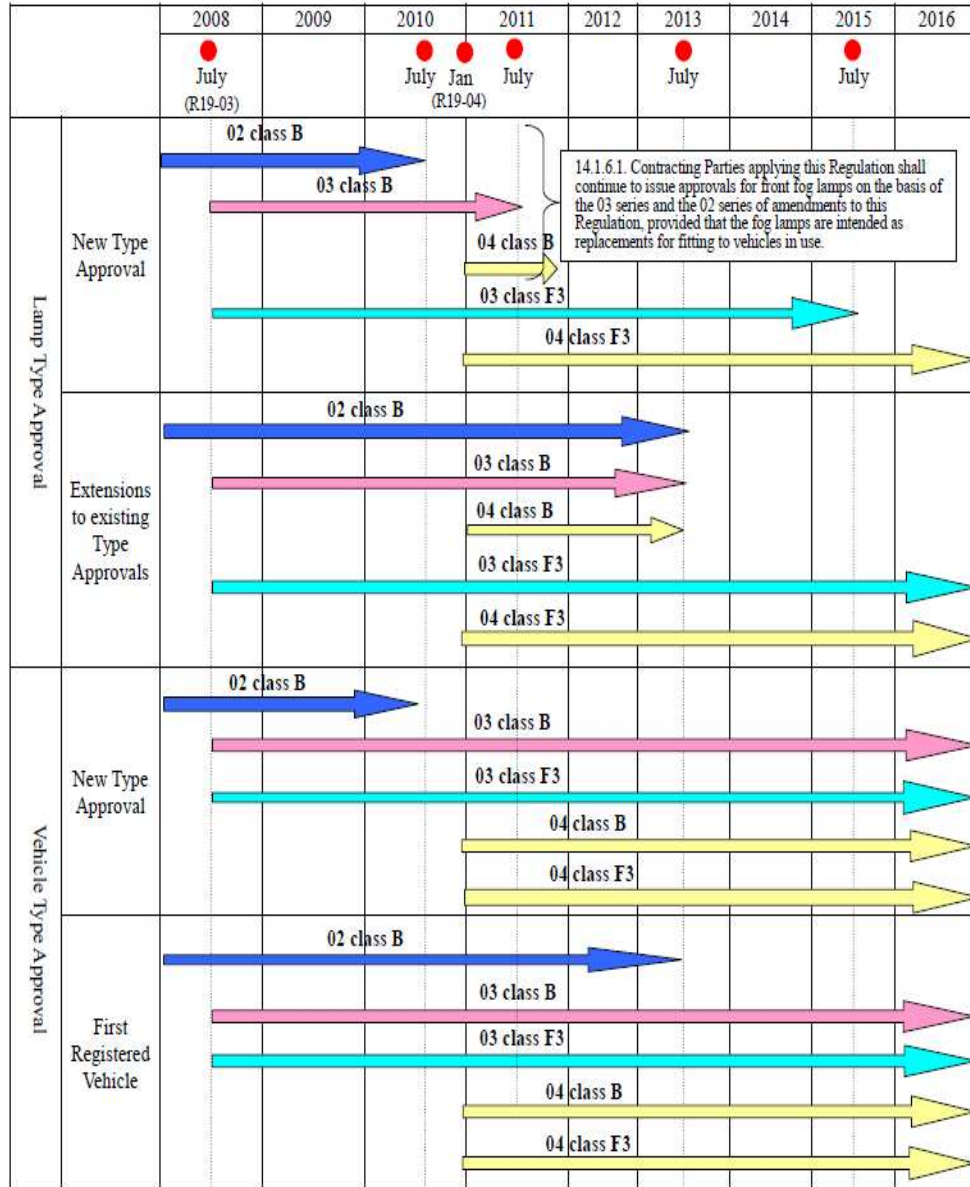 2008 2009 2010 2011 2012 2013 2014 2015 2016
July July Jan July July July
(R19-03) (R19-04)
Lamp Type Approval
New Type
Approval
02 class B
03 class B
04 class B
03 class F3
04 class F3
14.1.6.1. Contracting Parties applying this Regulation shall
continue to issue approvals for front fog lamps on the basis of
the 03 series and the 02 series of amendments to this
Regulation, provided that the fog lamps are intended as
replacements for fitting to vehicles in use.
Extensions
to existing
Type
Approvals
02 class B
03 class B
04 class B
03 class F3
04 class F3
Vehicle Type Approval
New Type
Approval
02 class B
03 class B
03 class F3
04 class B
04 class F3
First
Registered
Vehicle
02 class B
03 class B
03 class F3
04 class B
04 class F3